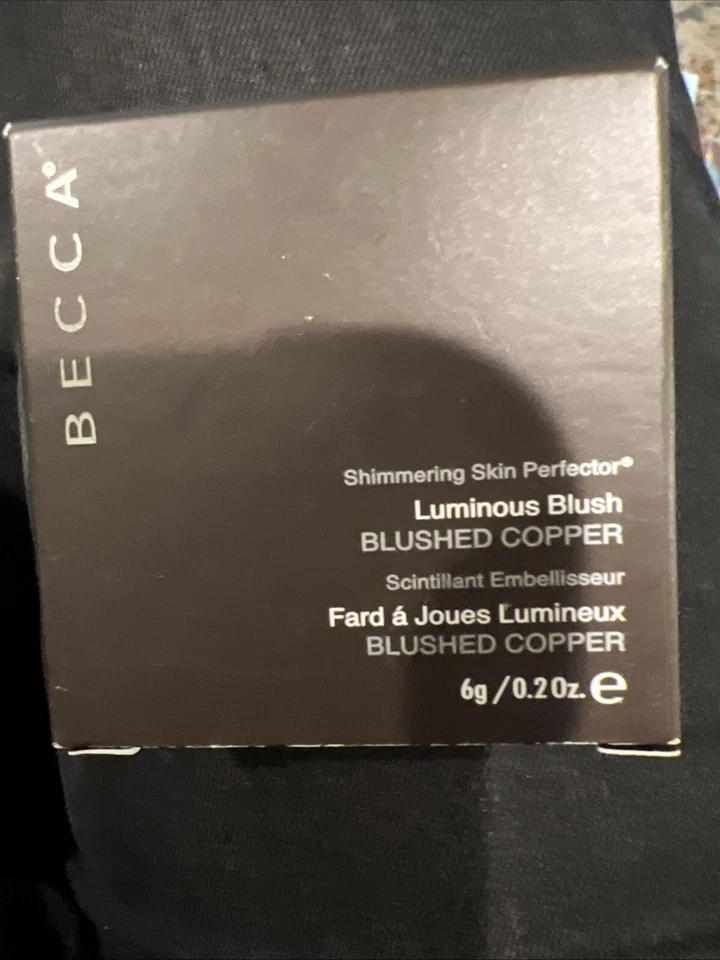 BECCA®
Shimmering Skin Perfector®
Luminous Blush
BLUSHED COPPER
Scintillant Embellisseur
Fard á Joues Lumineux
BLUSHED COPPER
6g/0.2 Oz. e